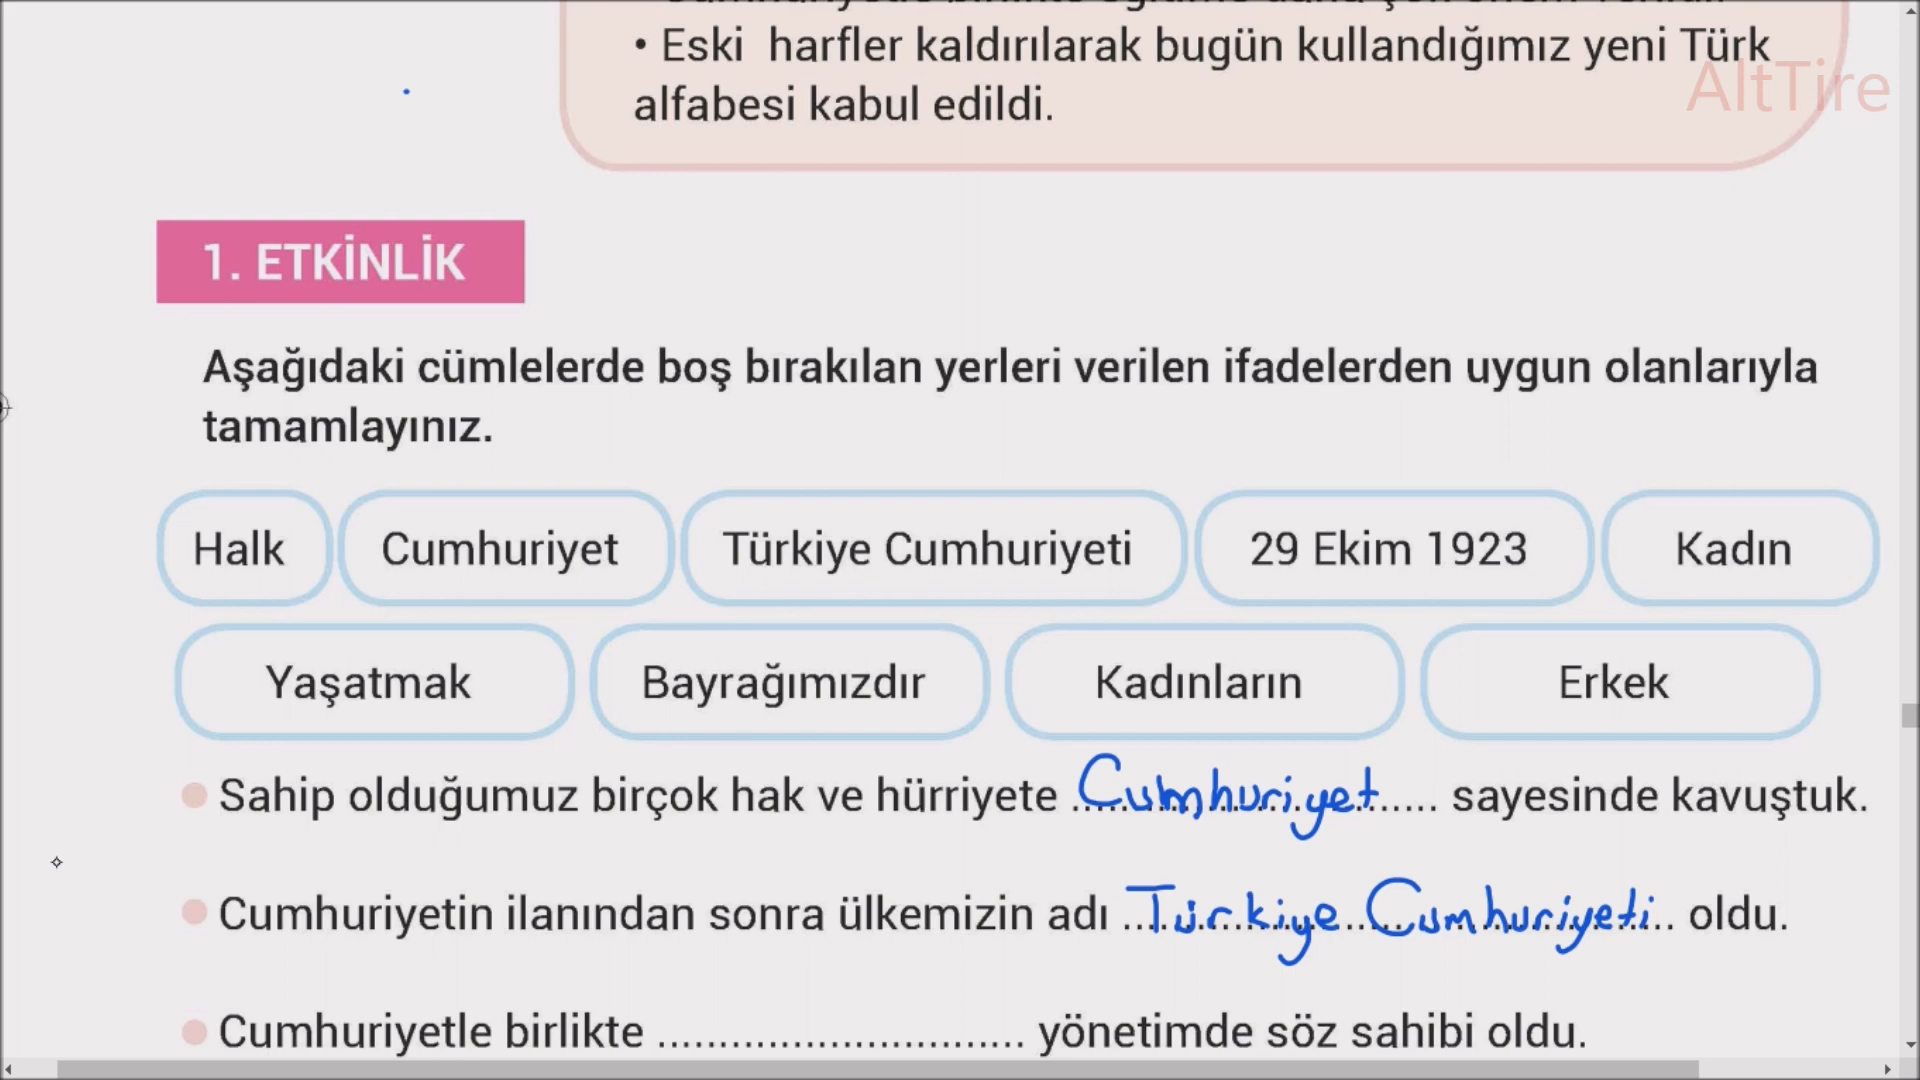 • Eski harfler kaldırılarak bugün kullandığımız yeni Türk
alfabesi kabul edildi.
AltTire
1. ETKİNLİK
Aşağıdaki cümlelerde boş bırakılan yerleri verilen ifadelerden uygun olanlarıyla
tamamlayınız.
Halk Cumhuriyet Türkiye Cumhuriyeti 29 Ekim 1923 Kadın
Yaşatmak Bayrağımızdır Kadınların Erkek
Sahip olduğumuz birçok hak ve hürriyete Cumhuriyet sayesinde kavuştuk.
Cumhuriyetin ilanından sonra ülkemizin adı Türkiye Cumhuriyeti oldu.
Cumhuriyetle birlikte .............................. yönetimde söz sahibi oldu.